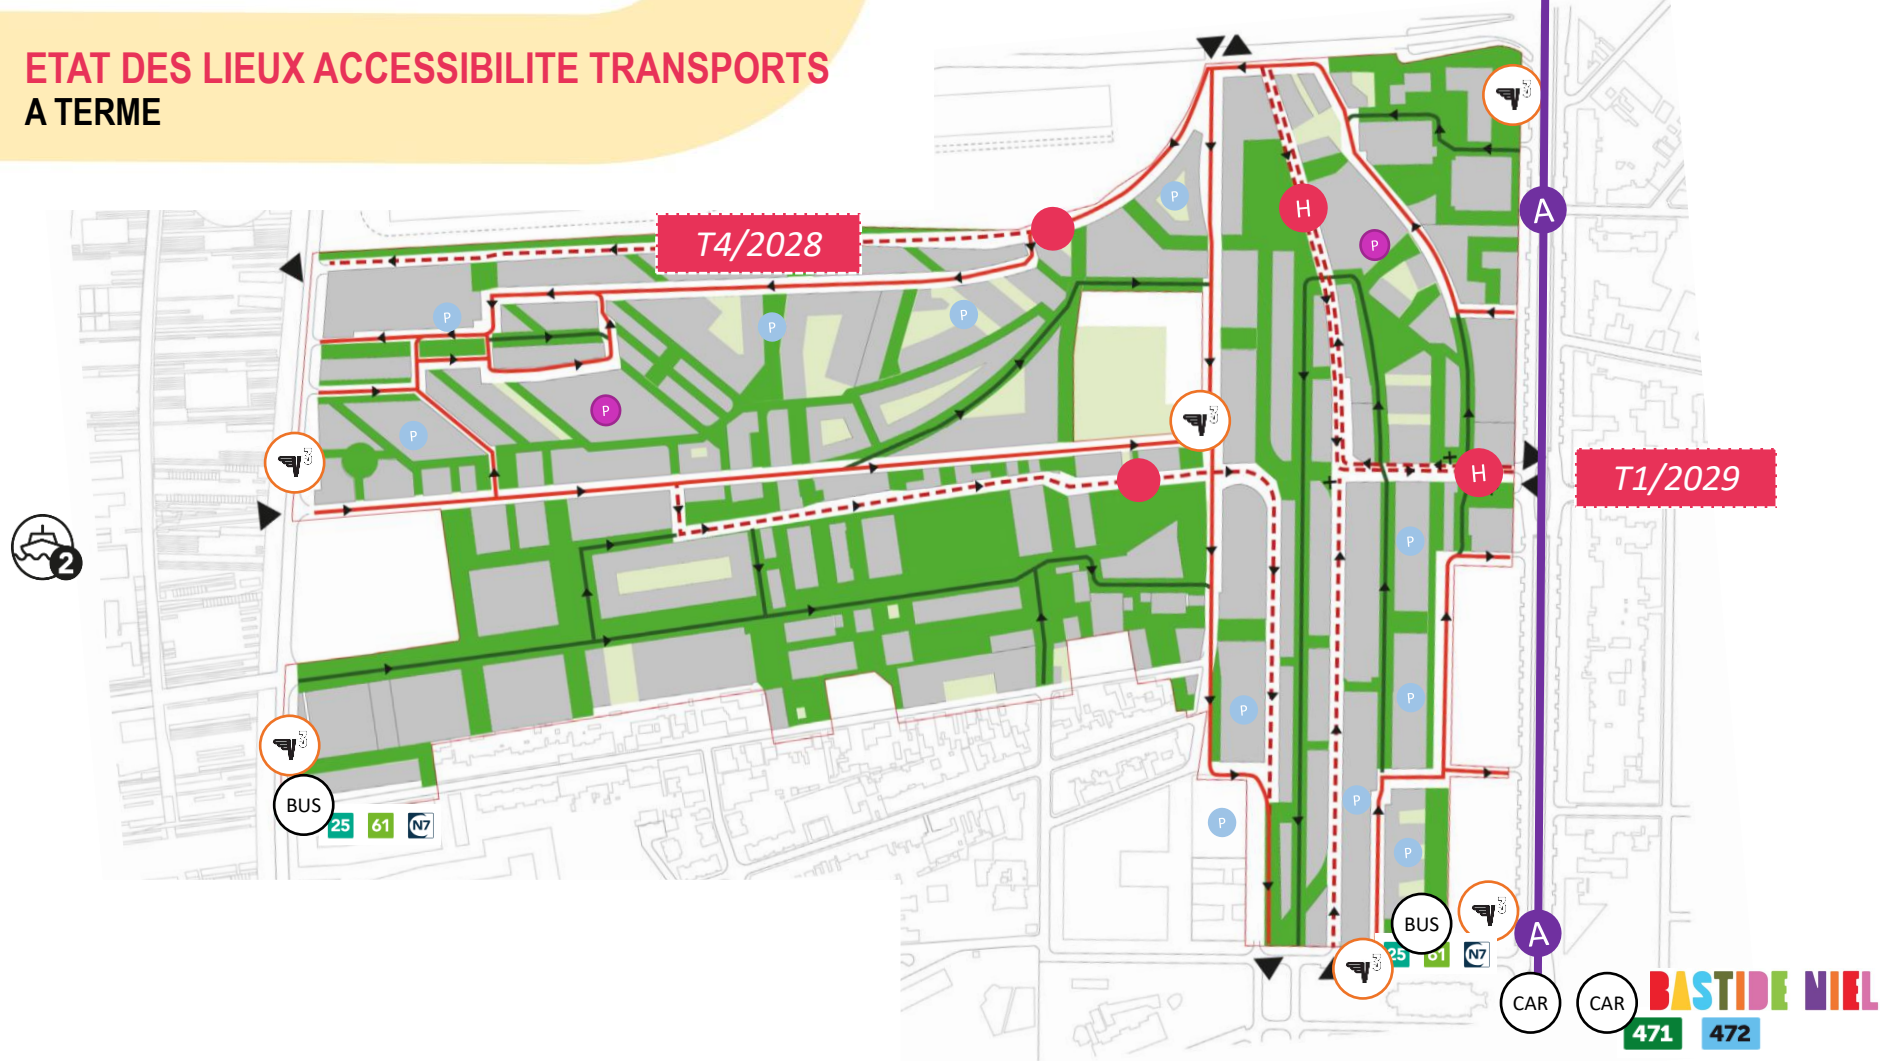 ETAT DES LIEUX ACCESSIBILITE TRANSPORTS
A TERME
A
P
H
T4/2028
P
P
P
P
P
P
P
H
T1/2029
2
P
P
P
BUS
25
61
N7
P
P
P
BUS
25
61
N7
A
CAR
CAR
BASTIDE NIEL
471
472